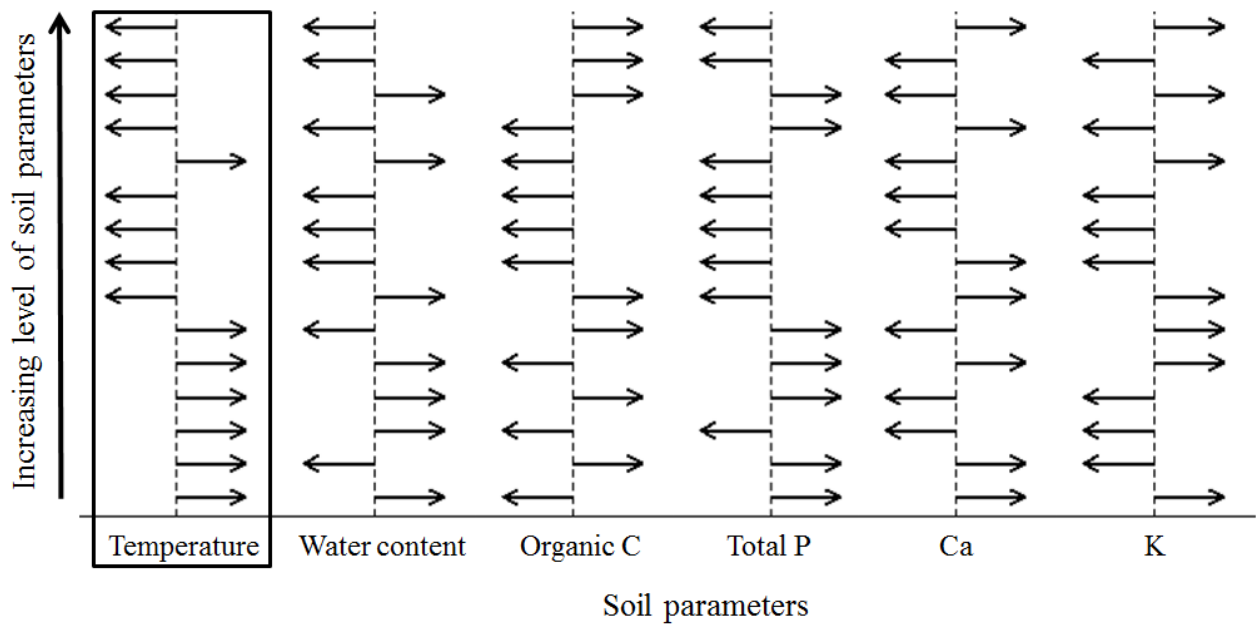 Increasing level of soil parameters
Temperature
Water content
Organic C
Total P
Ca
K
Soil parameters